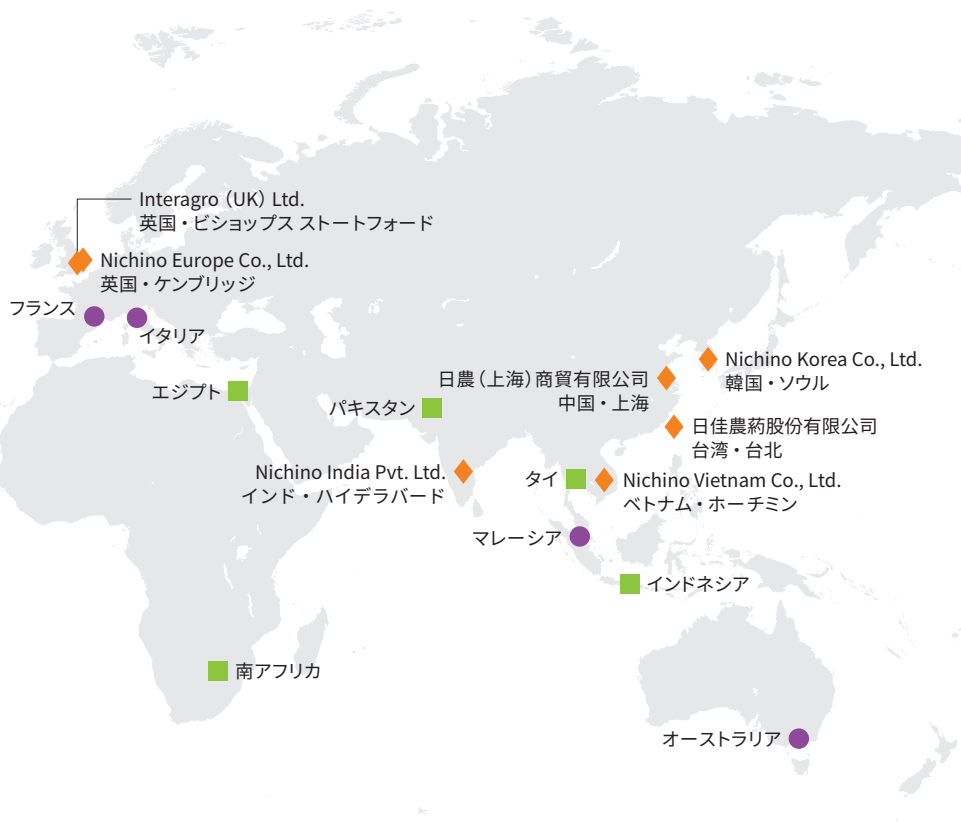 Interagro（UK）Ltd.
英国・ビショップス ストートフォード
Nichino Europe Co., Ltd.
英国・ケンブリッジ
フランス
イタリア
エジプト
パキスタン
日農（上海）商貿有限公司
中国・上海
Nichino Korea Co., Ltd.
韓国・ソウル
日佳農葯股份有限公司
台湾・台北
Nichino India Pvt. Ltd.
インド・ハイデラバード
タイ
Nichino Vietnam Co., Ltd.
ベトナム・ホーチミン
マレーシア
インドネシア
南アフリカ
オーストラリア